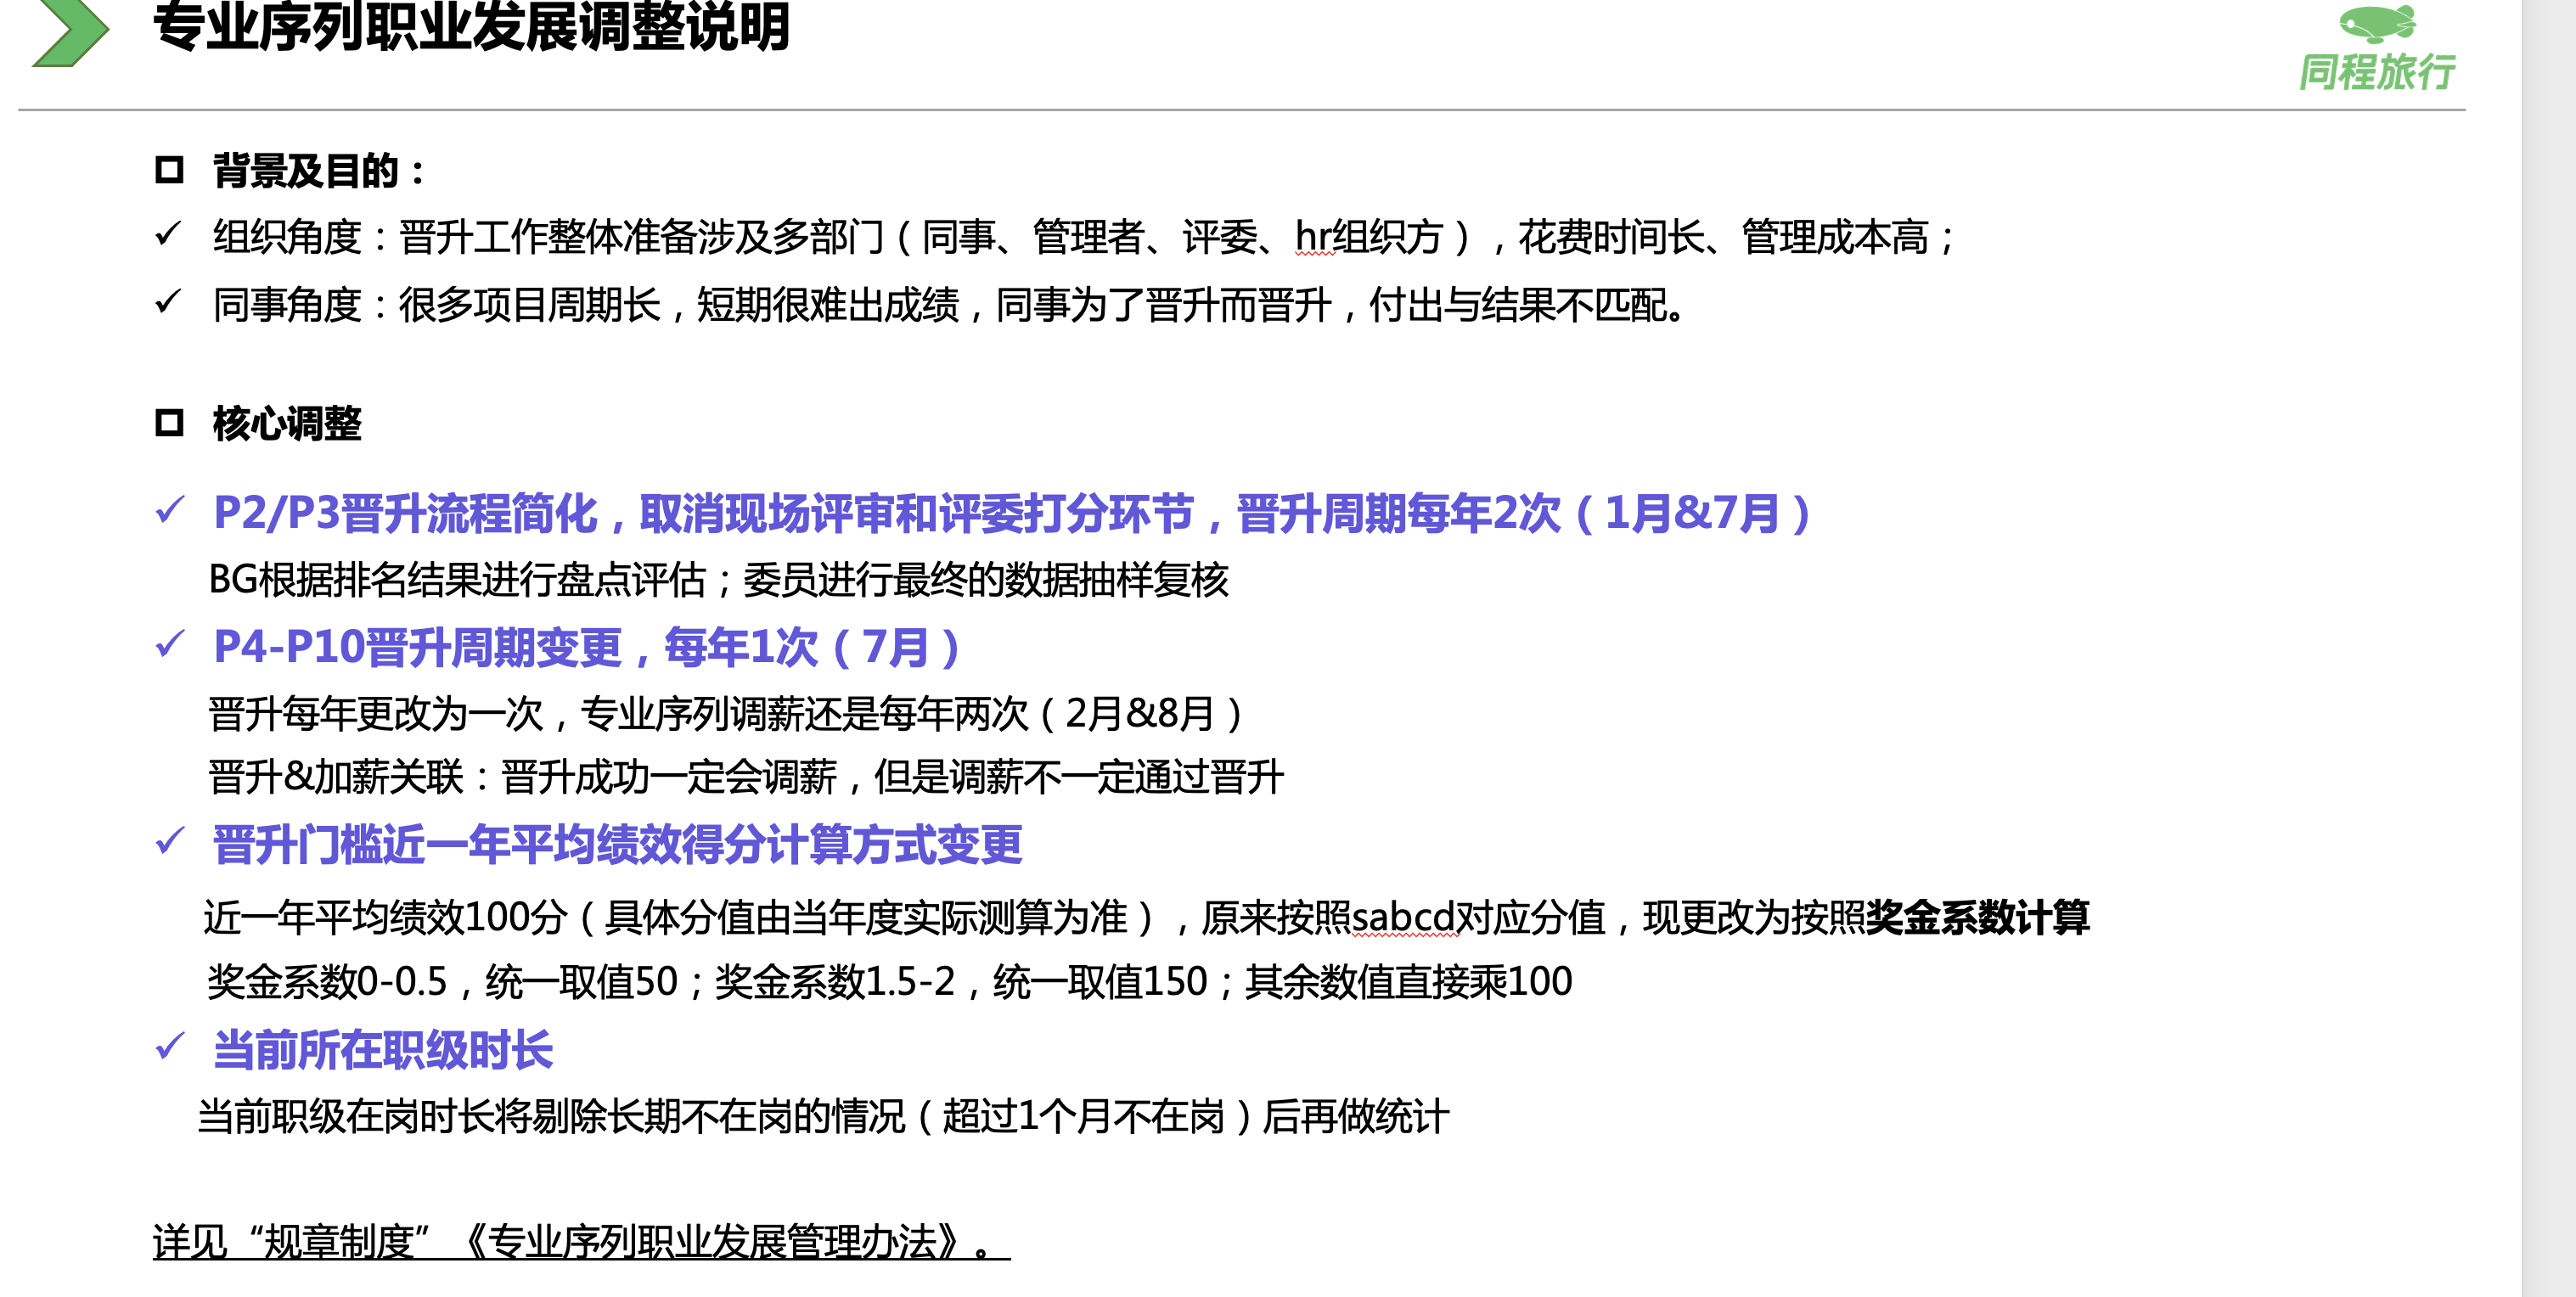 专业序列职业发展调整说明
同程旅行
背景及目的：
组织角度：晋升工作整体准备涉及多部门（同事、管理者、评委、hr组织方），花费时间长、管理成本高；
同事角度：很多项目周期长，短期很难出成绩，同事为了晋升而晋升，付出与结果不匹配。
核心调整
P2/P3晋升流程简化，取消现场评审和评委打分环节，晋升周期每年2次（1月&7月）
BG根据排名结果进行盘点评估；委员进行最终的数据抽样复核
P4-P10晋升周期变更，每年1次（7月）
晋升每年更改为一次，专业序列调薪还是每年两次（2月&8月）
晋升&加薪关联：晋升成功一定会调薪，但是调薪不一定通过晋升
晋升门槛近一年平均绩效得分计算方式变更
近一年平均绩效100分（具体分值由当年度实际测算为准），原来按照sabcd对应分值，现更改为按照奖金系数计算
奖金系数0-0.5，统一取值50；奖金系数1.5-2，统一取值150；其余数值直接乘100
当前所在职级时长
当前职级在岗时长将剔除长期不在岗的情况（超过1个月不在岗）后再做统计
详见“规章制度”《专业序列职业发展管理办法》。